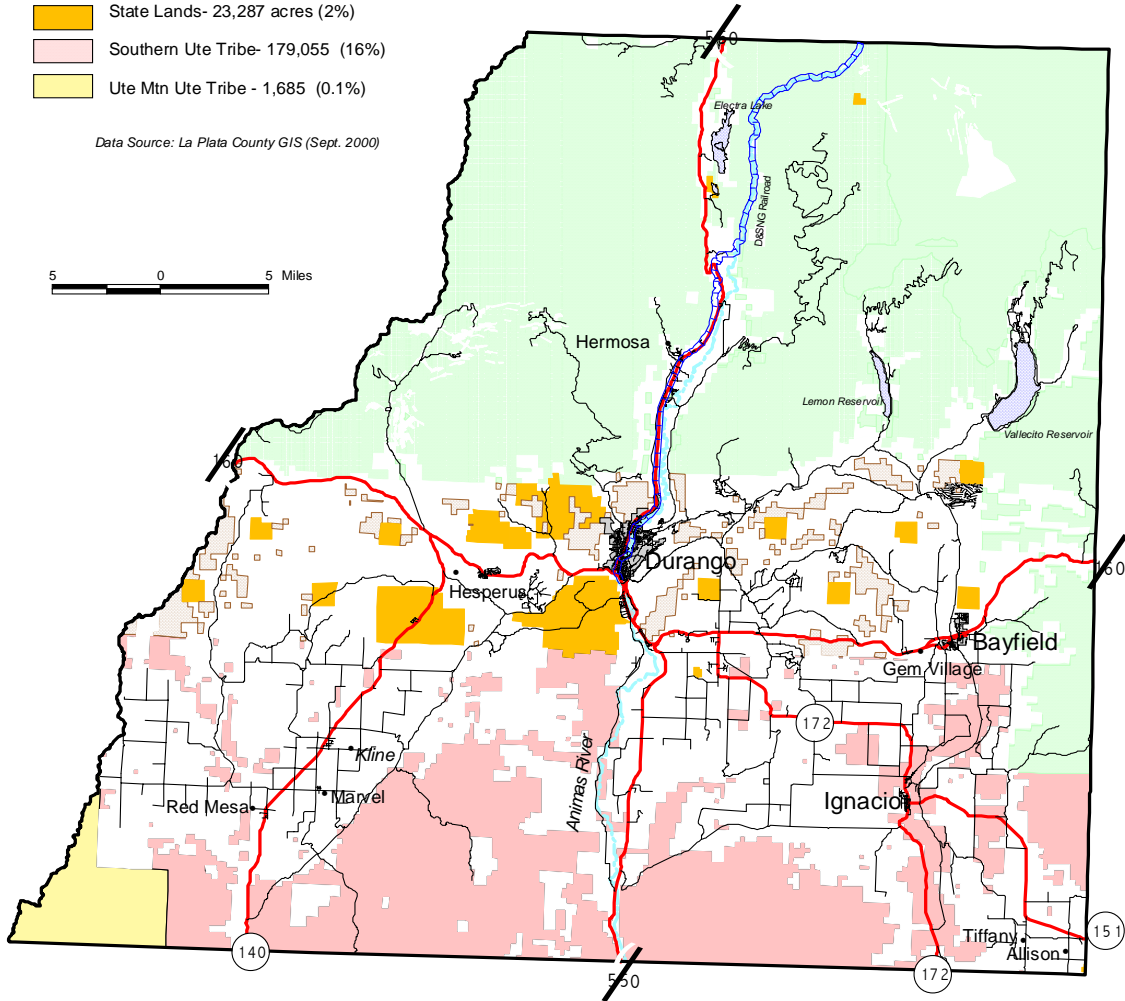 State Lands- 23,287 acres (2%)
Southern Ute Tribe- 179,055 (16%)
Ute Mtn Ute Tribe - 1,685 (0.1%)
Data Source: La Plata County GIS (Sept. 2000)
5 0 5 Miles
550
Electra Lake
D&SNG Railroad
Hermosa
Lemon Reservoir
Vallecito Reservoir
160
Durango
160
Hesperus
Bayfield
Gem Village
172
Kline
Animas River
Marvel
Red Mesa
Ignacio
151
Tiffany
Allison
140
172
550